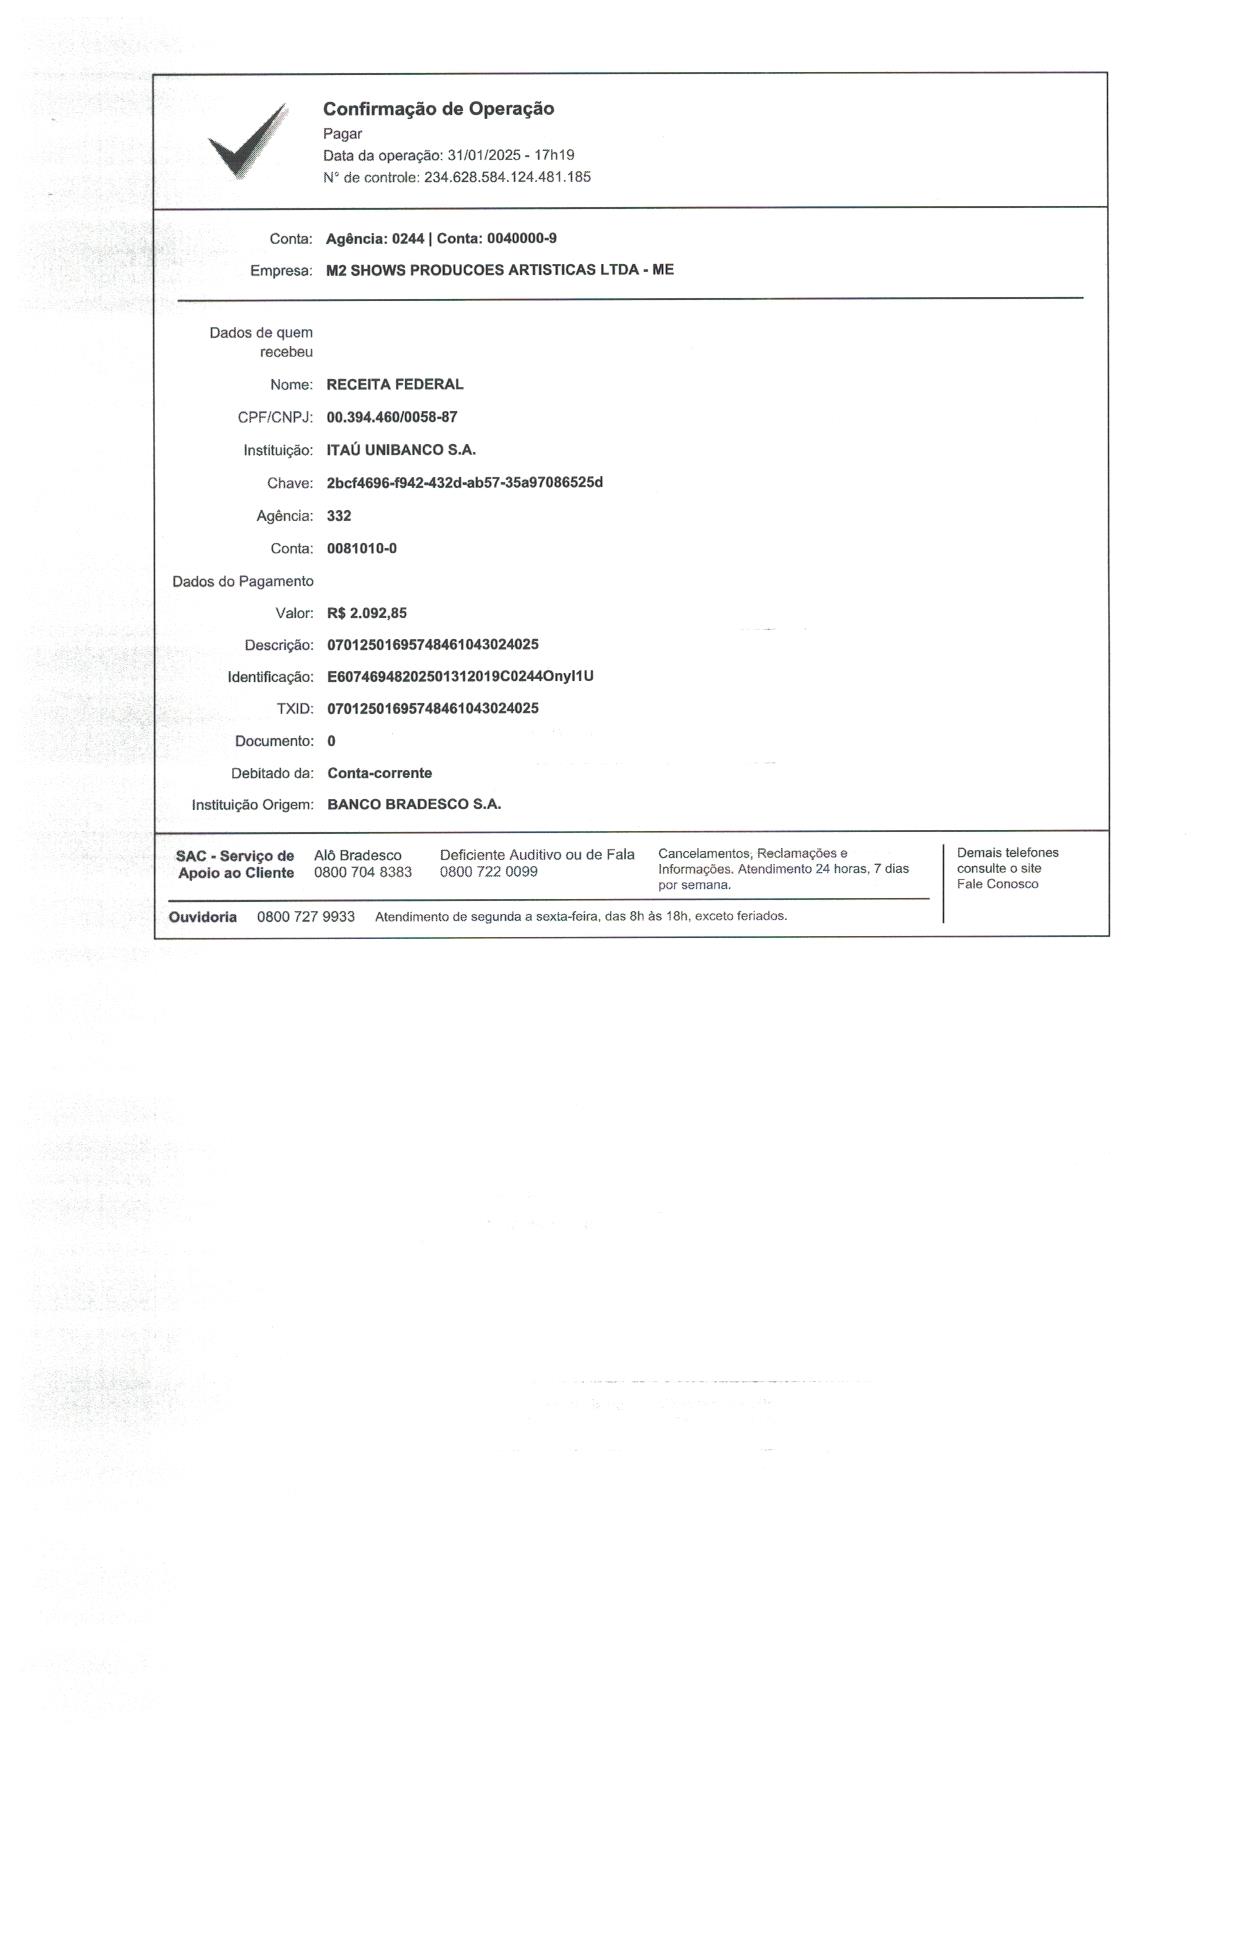 Confirmação de Operação
Pagar
Data da operação: 31/01/2025 - 17h19
N° de controle: 234.628.584.124.481.185
Conta: Agência: 0244 | Conta: 0040000-9
Empresa: M2 SHOWS PRODUCOES ARTISTICAS LTDA - ME
Dados de quem
recebeu
Nome: RECEITA FEDERAL
CPF/CNPJ: 00.394.460/0058-87
Instituição: ITAÚ UNIBANCO S.A.
Chave: 2bcf4696-f942-432d-ab57-35a97086525d
Agência: 332
Conta: 0081010-0
Dados do Pagamento
Valor: R$ 2.092,85
Descrição: 07012501695748461043024025
Identificação: E60746948202501312019C0244Onyl1U
TXID: 07012501695748461043024025
Documento: 0
Debitado da: Conta-corrente
Instituição Origem: BANCO BRADESCO S.A.
SAC - Serviço de
Apoio ao Cliente
Alô Bradesco
0800 704 8383
Deficiente Auditivo ou de Fala
0800 722 0099
Cancelamentos, Reclamações e
Informações. Atendimento 24 horas, 7 dias
por semana.
Demais telefones
consulte o site
Fale Conosco
Ouvidoria 0800 727 9933 Atendimento de segunda a sexta-feira, das 8h às 18h, exceto feriados.